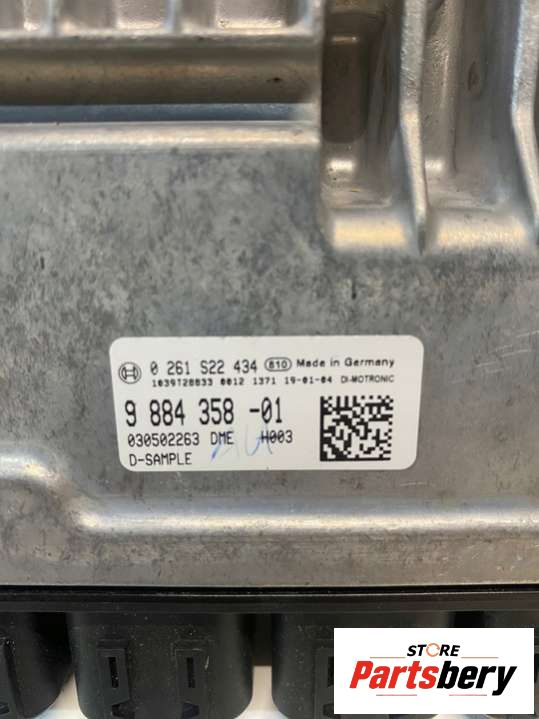 0 261 S22 434 810 Made in Germany
1039T28833 0012 1371 19-01-04 DI-MOTRONIC
9 884 358 -01
030502263 DME H003
D-SAMPLE
STORE
Partsbery